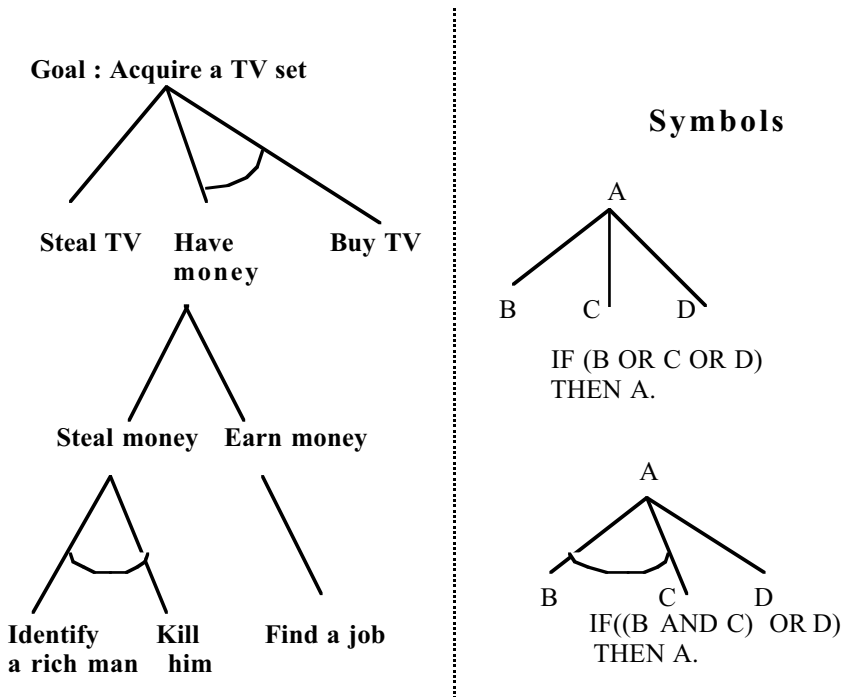 Goal : Acquire a TV set
Steal TV Have money Buy TV
Steal money Earn money
Identify a rich man Kill him Find a job
Symbols
A
B C D
IF (B OR C OR D)
THEN A.
A
B C D
IF((B AND C) OR D)
THEN A.